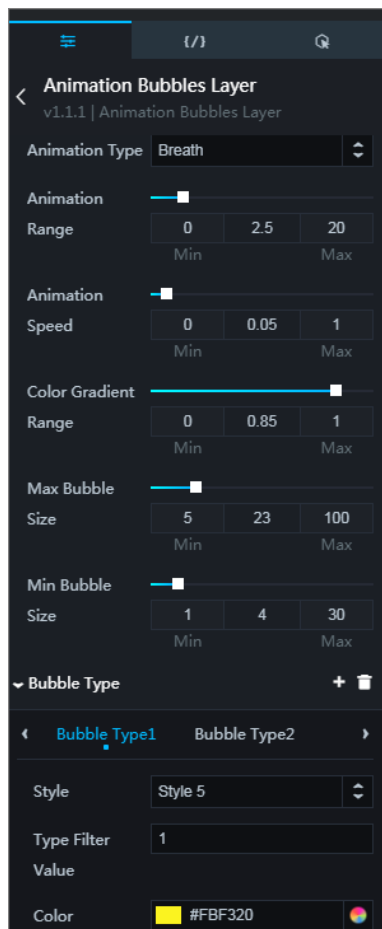 {/}
Animation Bubbles Layer
v1.1.1 | Animation Bubbles Layer
Animation Type Breath
Animation
Range 0 2.5 20
Min Max
Animation
Speed 0 0.05 1
Min Max
Color Gradient
Range 0 0.85 1
Min Max
Max Bubble
Size 5 23 100
Min Max
Min Bubble
Size 1 4 30
Min Max
Bubble Type +
Bubble Type1 Bubble Type2
Style Style 5
Type Filter 1
Value
Color #FBF320